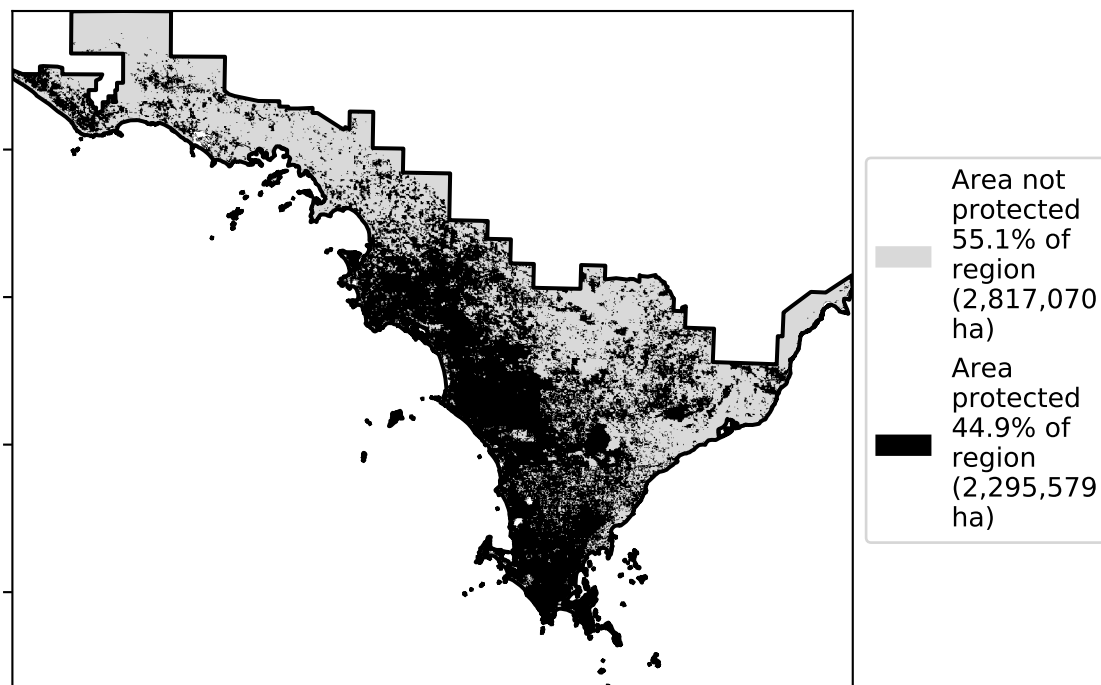 Area not
protected
55.1% of
region
(2,817,070
ha)
Area
protected
44.9% of
region
(2,295,579
ha)